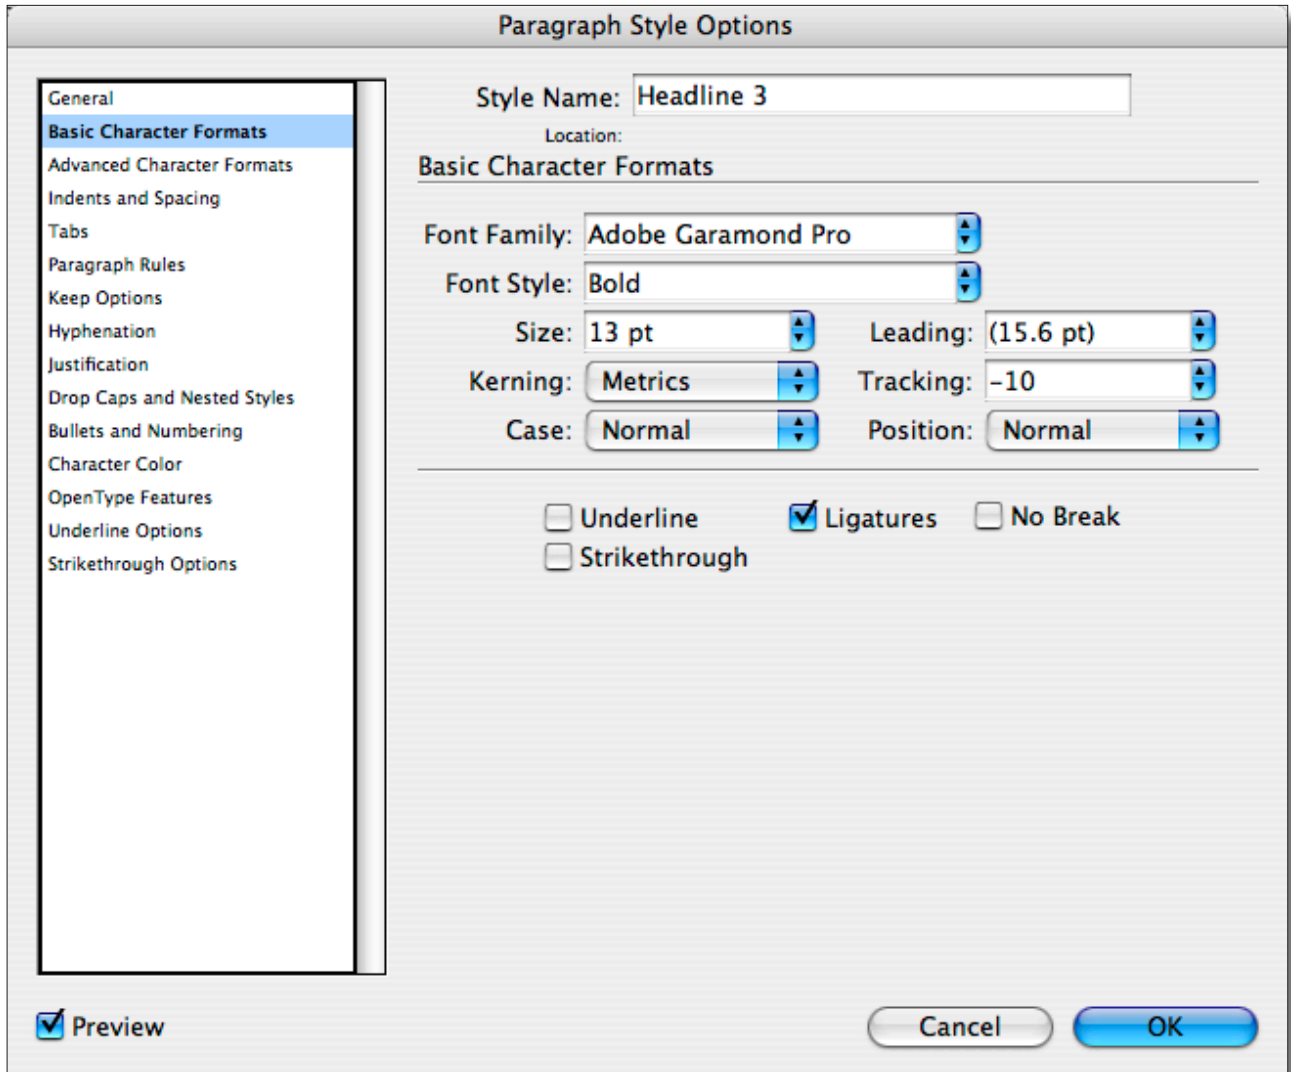 Paragraph Style Options
General
Basic Character Formats
Advanced Character Formats
Indents and Spacing
Tabs
Paragraph Rules
Keep Options
Hyphenation
Justification
Drop Caps and Nested Styles
Bullets and Numbering
Character Color
OpenType Features
Underline Options
Strikethrough Options
Style Name: Headline 3
Location:
Basic Character Formats
Font Family: Adobe Garamond Pro
Font Style: Bold
Size: 13 pt Leading: (15.6 pt)
Kerning: Metrics Tracking: -10
Case: Normal Position: Normal
Underline Ligatures No Break
Strikethrough
Preview Cancel OK